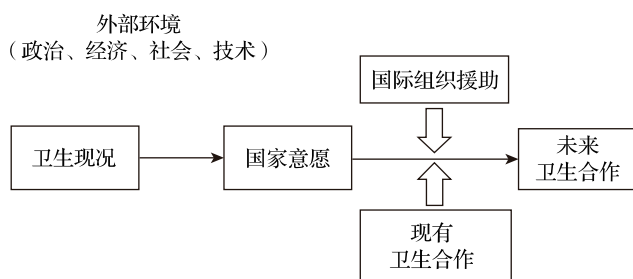 外部环境
（政治、经济、社会、技术）
国际组织援助
卫生现况
国家意愿
未来
卫生合作
现有
卫生合作